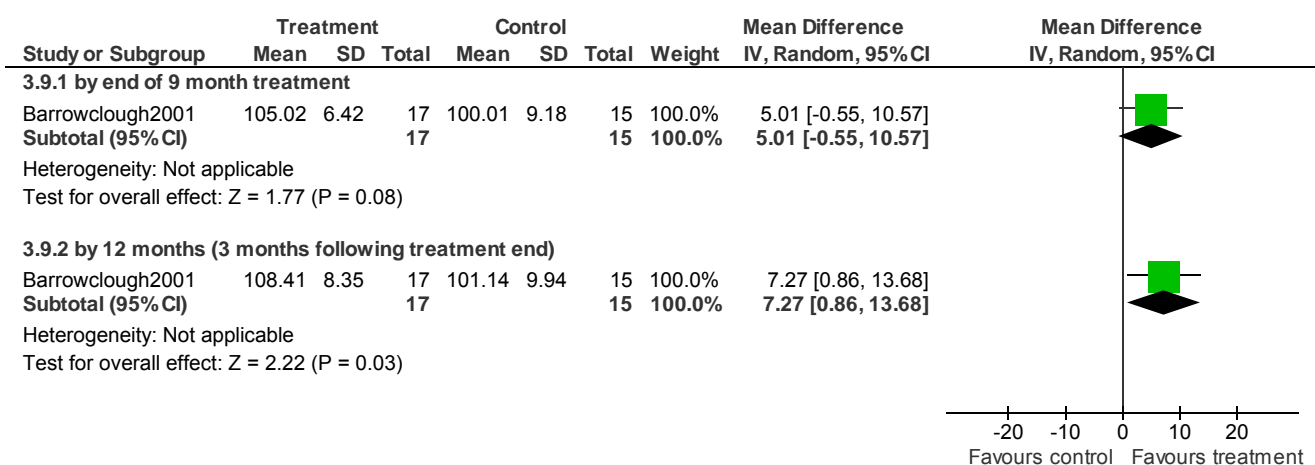 Treatment Control Mean Difference Mean Difference
Study or Subgroup Mean SD Total Mean SD Total Weight IV, Random, 95% CI IV, Random, 95% CI
3.9.1 by end of 9 month treatment
Barrowclough2001 105.02 6.42 17 100.01 9.18 15 100.0% 5.01 [-0.55, 10.57]
Subtotal (95% CI) 17 15 100.0% 5.01 [-0.55, 10.57]
Heterogeneity: Not applicable
Test for overall effect: Z = 1.77 (P = 0.08)
3.9.2 by 12 months (3 months following treatment end)
Barrowclough2001 108.41 8.35 17 101.14 9.94 15 100.0% 7.27 [0.86, 13.68]
Subtotal (95% CI) 17 15 100.0% 7.27 [0.86, 13.68]
Heterogeneity: Not applicable
Test for overall effect: Z = 2.22 (P = 0.03)
-20 -10 0 10 20
Favours control Favours treatment